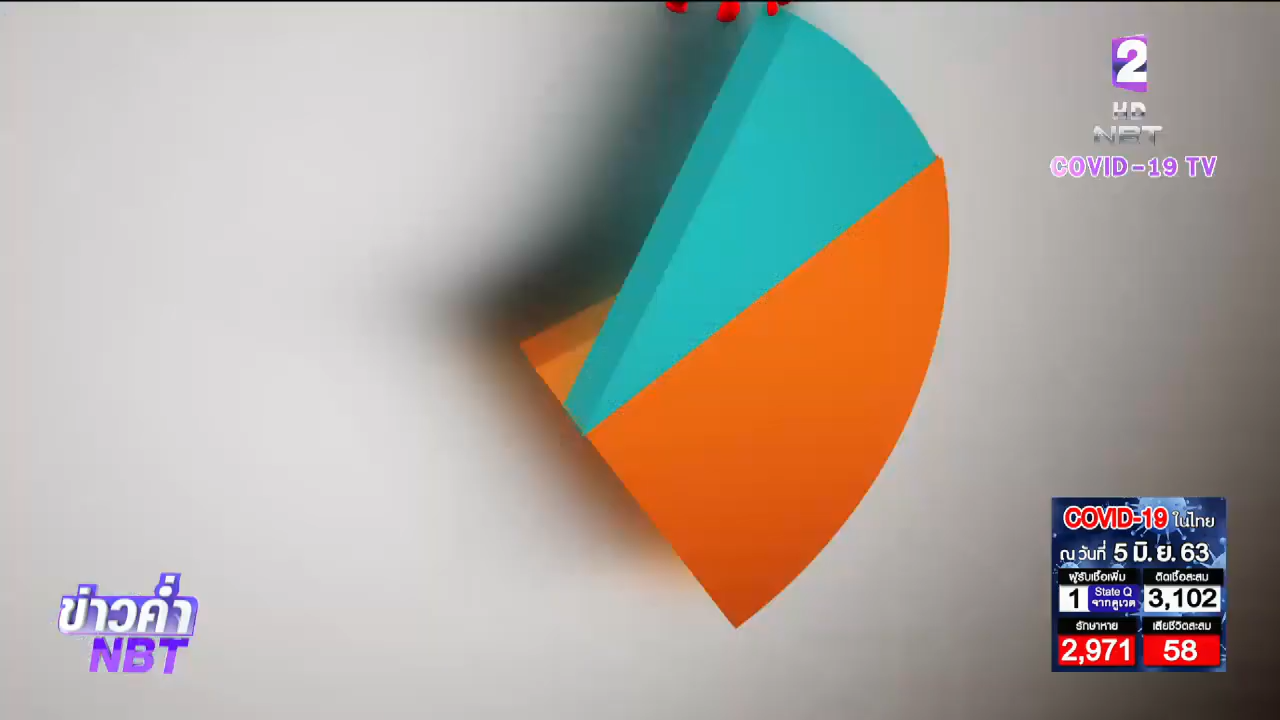 2
HD
NBT
COVID-19 TV
COVID-19 ในไทย
ณ วันที่ 5 มิ.ย. 63
ผู้รับเชื้อเพิ่ม ติดเชื้อสะสม
1 State Q จากคูเวต 3,102
รักษาหาย เสียชีวิตสะสม
2,971 58
ข่าวค่ำ
NBT